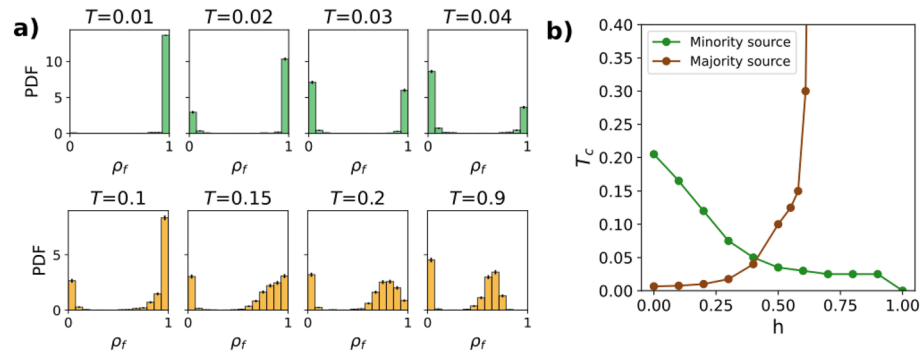 a)
T=0.01 T=0.02 T=0.03 T=0.04
PDF
10
5
0
0 1 0 1 0 1 0 1
ρf ρf ρf ρf
T=0.1 T=0.15 T=0.2 T=0.9
PDF
5
0
0 1 0 1 0 1 0 1
ρf ρf ρf ρf
b)
Minority source
Majority source
Tc
0.40
0.35
0.30
0.25
0.20
0.15
0.10
0.05
0.00
0.00 0.25 0.50 0.75 1.00
h